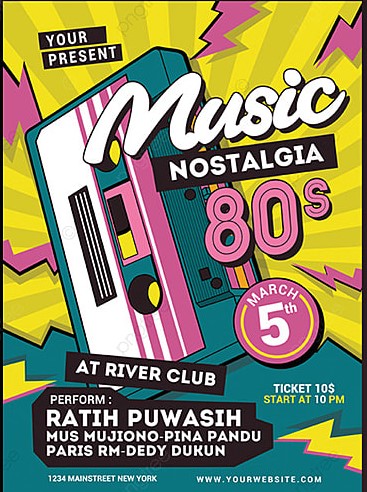 YOUR
PRESENT
Music
NOSTALGIA
80s
MARCH
5th
AT RIVER CLUB
TICKET 10$
START AT 10 PM
PERFORM :
RATIH PUWASIH
MUS MUJIONO-PINA PANDU
PARIS RM-DEDY DUKUN
1234 MAINSTREET NEW YORK
WWW.YOURWEBSITE.COM